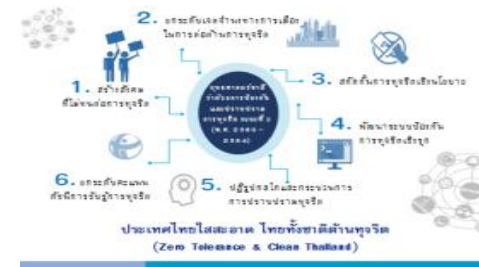 1. สร้างสังคม
ที่ไม่ทนต่อการทุจริต
2. ยกระดับเจตจำนงทางการเมือง
ในการต่อต้านการทุจริต
3. สกัดกั้นการทุจริตเชิงนโยบาย
4. พัฒนาระบบป้องกัน
การทุจริตเชิงรุก
5. ปฏิรูปกลไกและกระบวนการ
การปราบปรามทุจริต
6. ยกระดับคะแนน
ดัชนีการรับรู้การทุจริต
ยุทธศาสตร์ชาติ
ว่าด้วยการป้องกัน
และปราบปราม
การทุจริต ระยะที่ 3
(พ.ศ. 2560 –
2564)
ประเทศไทยใสสะอาด ไทยทั้งชาติต้านทุจริต
(Zero Tolerance & Clean Thailand)